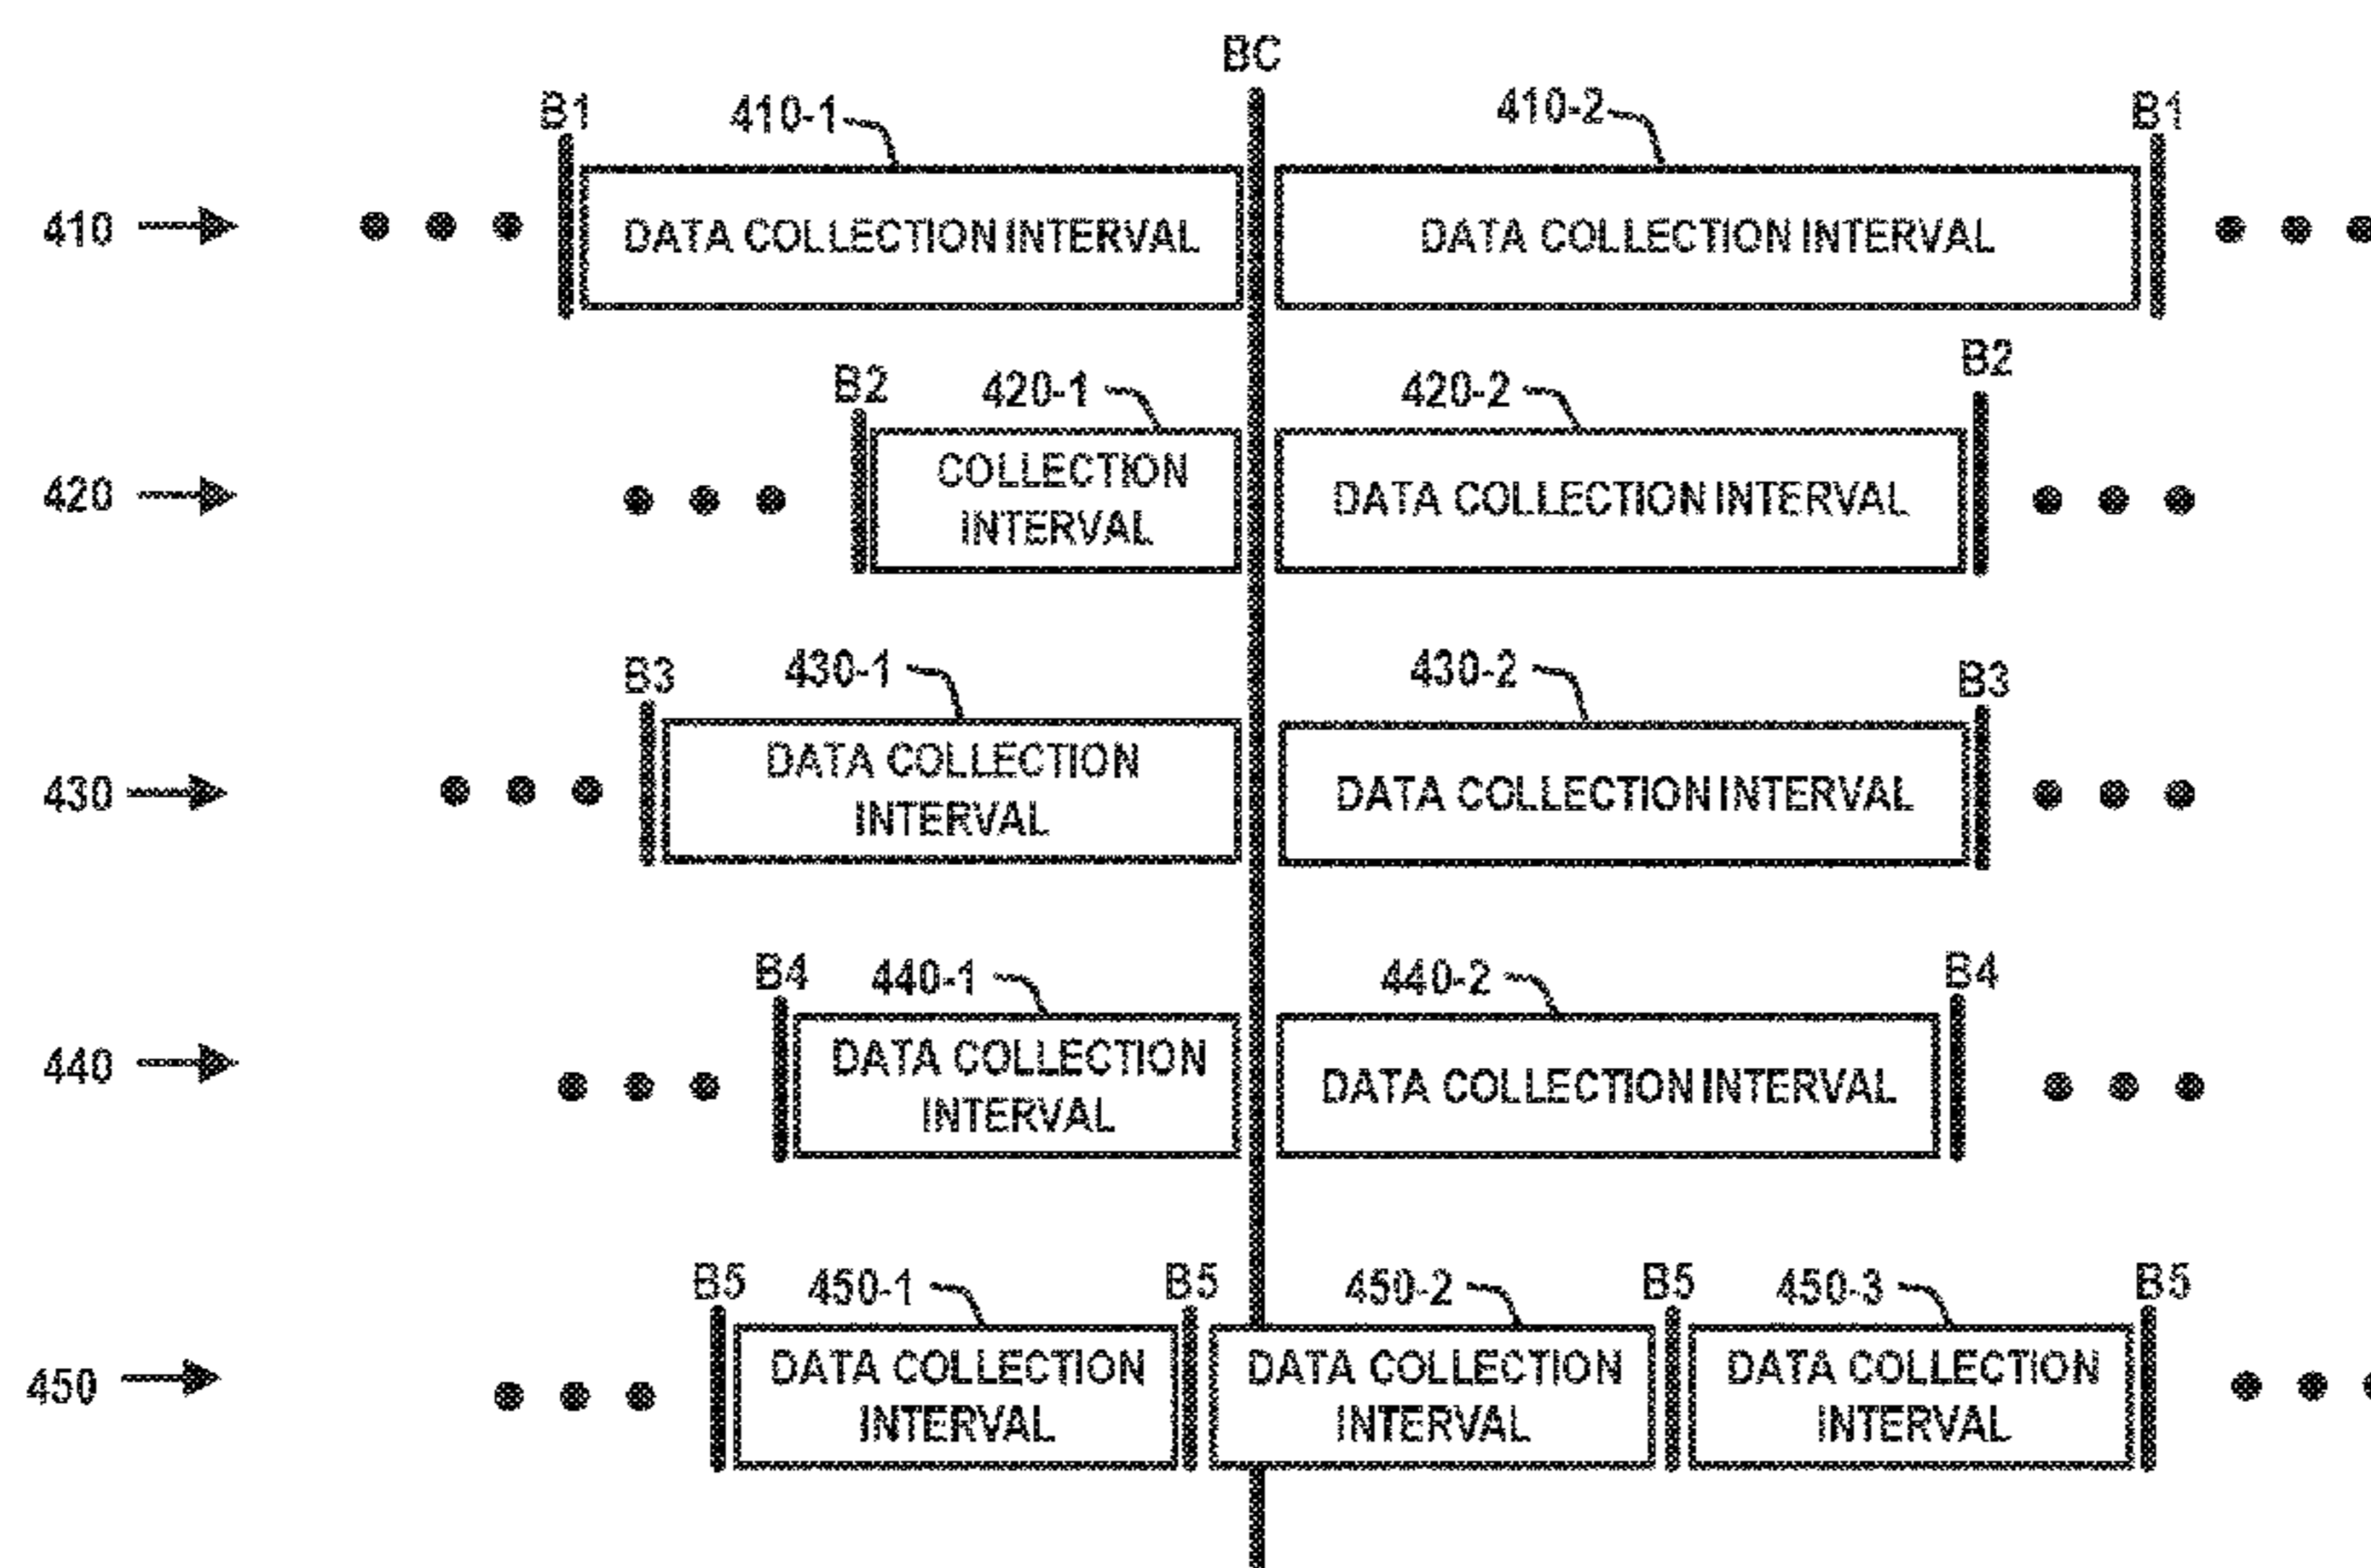 BC
B1 410-1 410-2 B1
410 DATA COLLECTION INTERVAL DATA COLLECTION INTERVAL
B2 420-1 420-2 B2
420 COLLECTION INTERVAL DATA COLLECTION INTERVAL
B3 430-1 430-2 B3
430 DATA COLLECTION INTERVAL DATA COLLECTION INTERVAL
B4 440-1 440-2 B4
440 DATA COLLECTION INTERVAL DATA COLLECTION INTERVAL
B5 450-1 B5 450-2 B5 450-3 B5
450 DATA COLLECTION INTERVAL DATA COLLECTION INTERVAL DATA COLLECTION INTERVAL